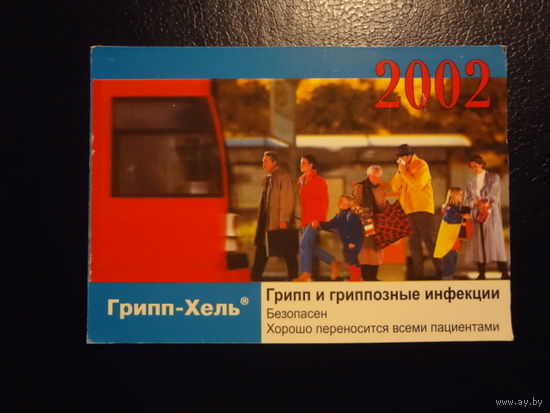 2002
Грипп-Хель®
Грипп и гриппозные инфекции
Безопасен
Хорошо переносится всеми пациентами
www.ay.by